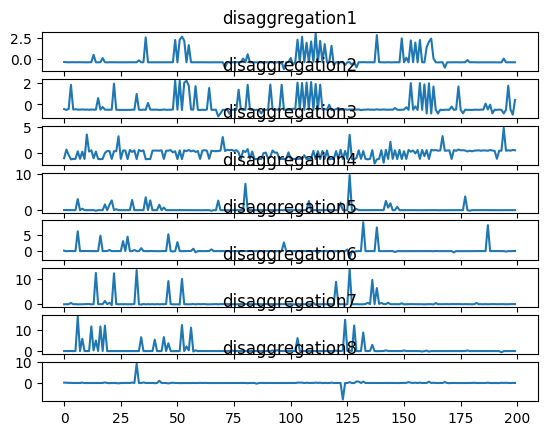 disaggregation1
2.5
0.0
disaggregation2
2
0
disaggregation3
5
0
disaggregation4
10
0
disaggregation5
5
0
disaggregation6
10
0
disaggregation7
10
0
disaggregation8
10
0
0 25 50 75 100 125 150 175 200